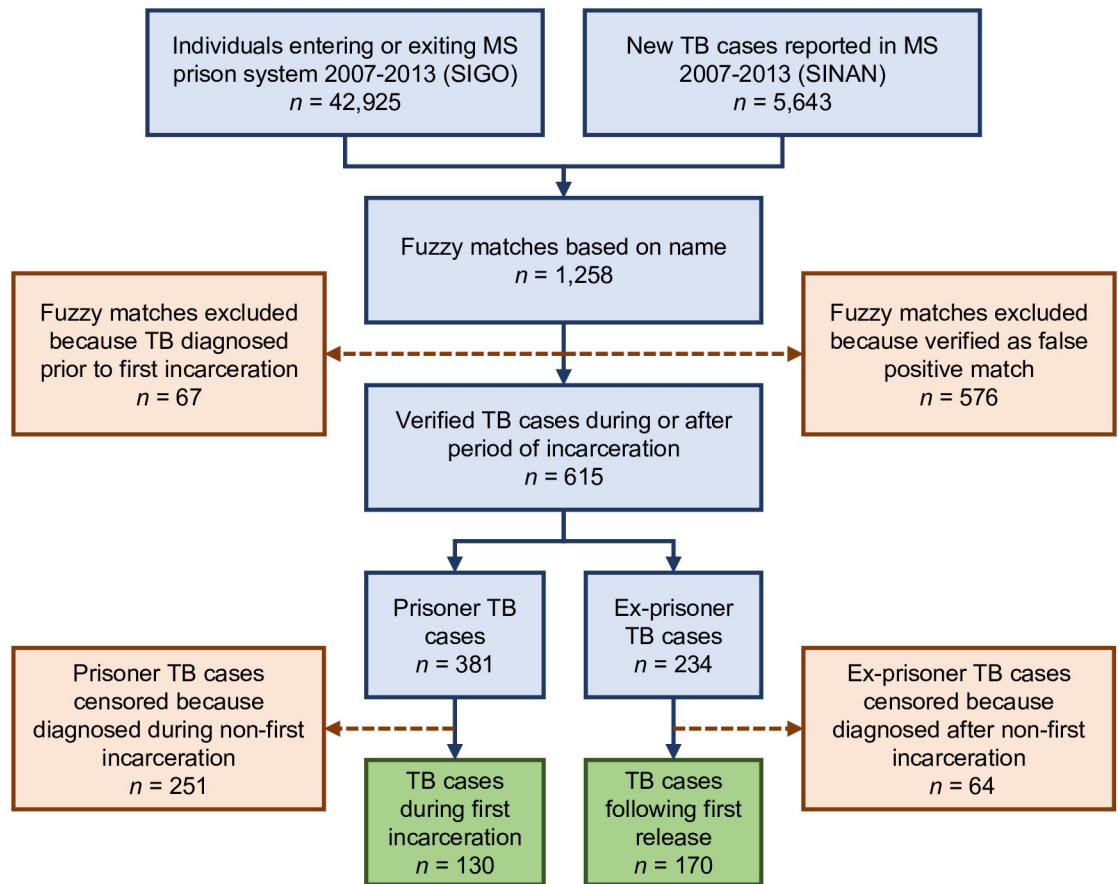 Individuals entering or exiting MS
prison system 2007-2013 (SIGO)
n = 42,925
New TB cases reported in MS
2007-2013 (SINAN)
n = 5,643
Fuzzy matches based on name
n = 1,258
Fuzzy matches excluded
because TB diagnosed
prior to first incarceration
n = 67
Fuzzy matches excluded
because verified as false
positive match
n = 576
Verified TB cases during or after
period of incarceration
n = 615
Prisoner TB
cases
n = 381
Ex-prisoner
TB cases
n = 234
Prisoner TB cases
censored because
diagnosed during non-first
incarceration
n = 251
Ex-prisoner TB cases
censored because
diagnosed after non-first
incarceration
n = 64
TB cases
during first
incarceration
n = 130
TB cases
following first
release
n = 170